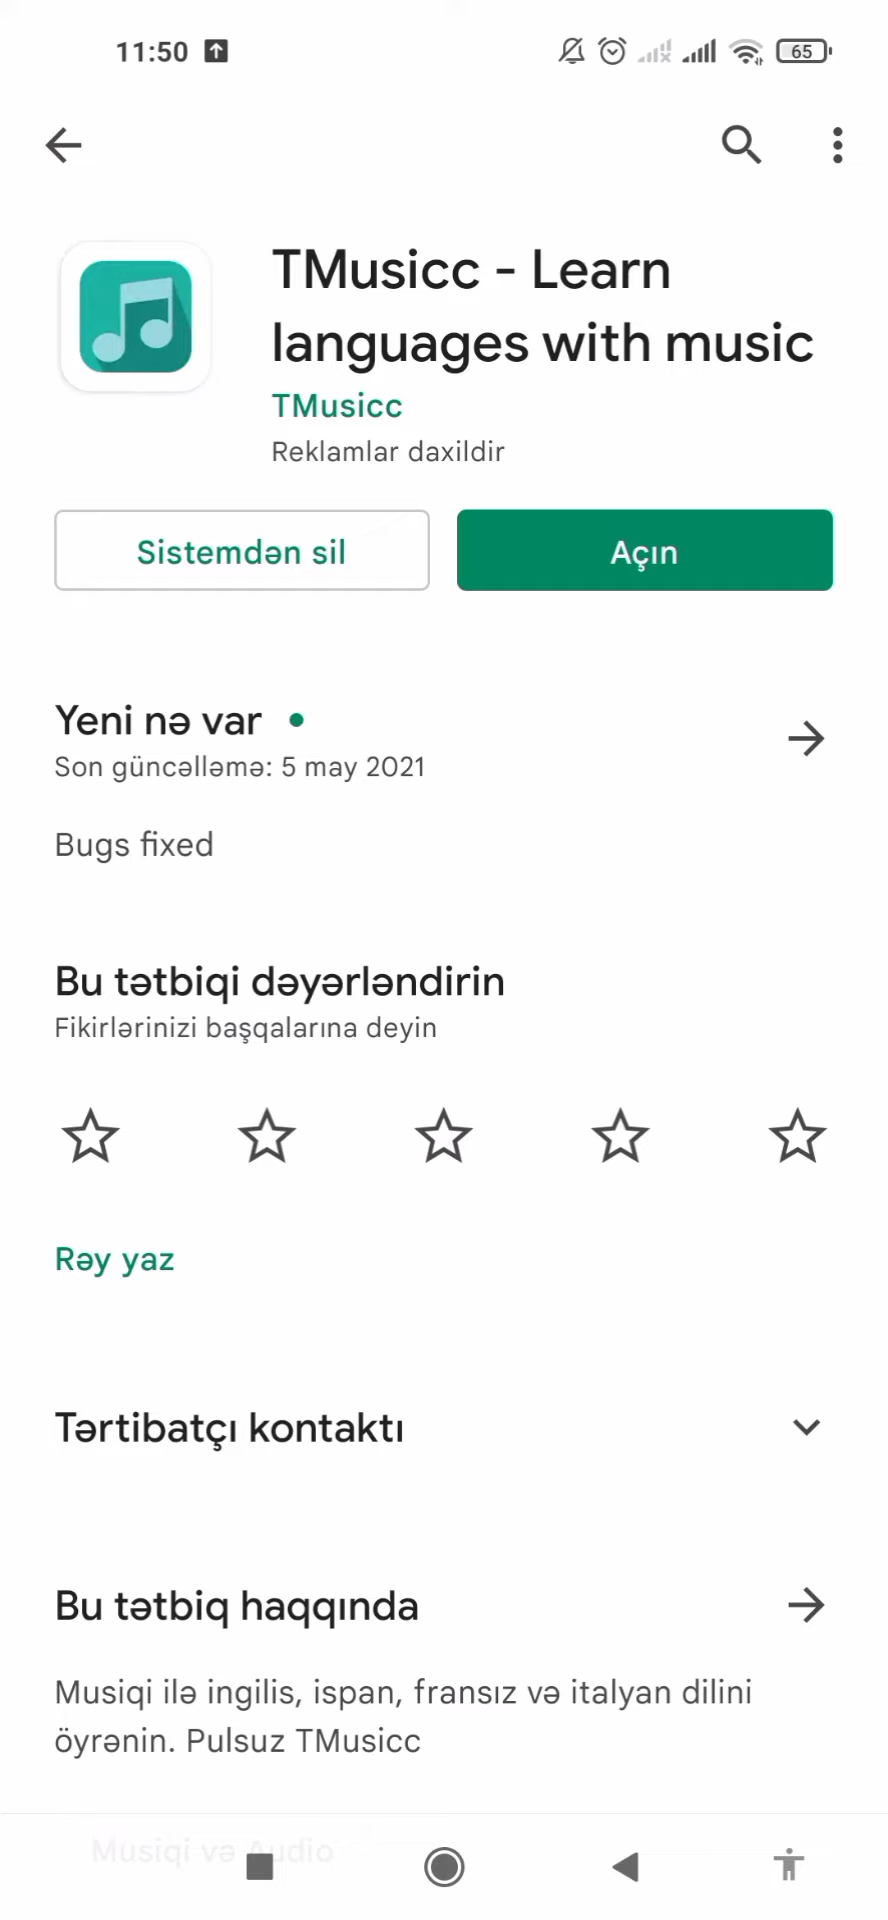 11:50
65
TMusicc - Learn
languages with music
TMusicc
Reklamlar daxildir
Sistemdən sil
Açın
Yeni nə var
Son güncəlləmə: 5 may 2021
Bugs fixed
Bu tətbiqi dəyərləndirin
Fikirlərinizi başqalarına deyin
Rəy yaz
Tərtibatçı kontaktı
Bu tətbiq haqqında
Musiqi ilə ingilis, ispan, fransız və italyan dilini
öyrənin. Pulsuz TMusicc
Musiqi və Audio